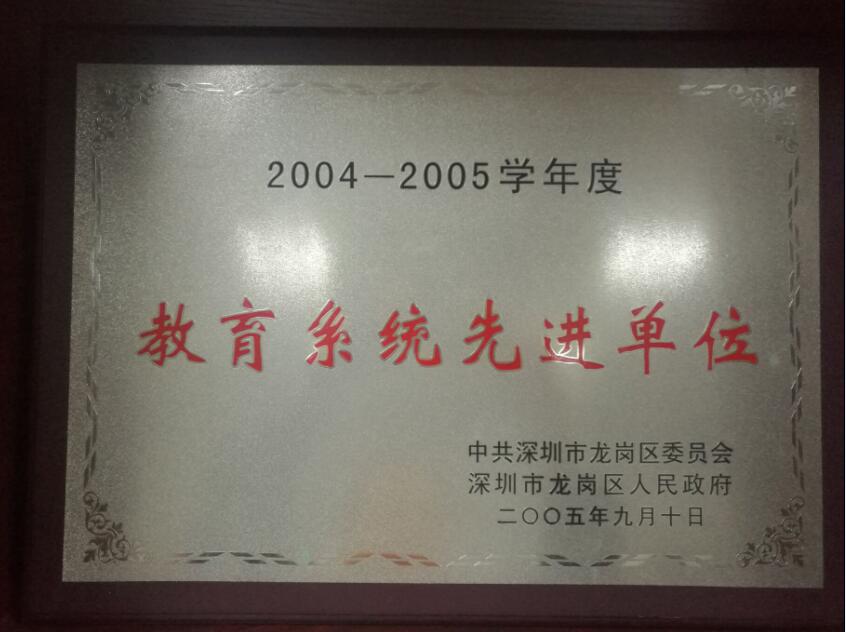 2004—2005学年度
教育系统先进单位
中共深圳市龙岗区委员会
深圳市龙岗区人民政府
二〇〇五年九月十日